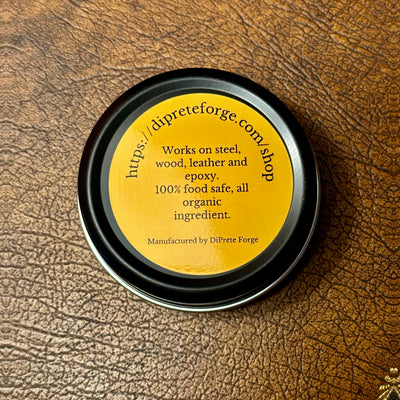 https://dipreteforge.com/shop
Works on steel,
wood, leather and
epoxy.
100% food safe, all
organic
ingredient.
Manufactured by DiPrete Forge